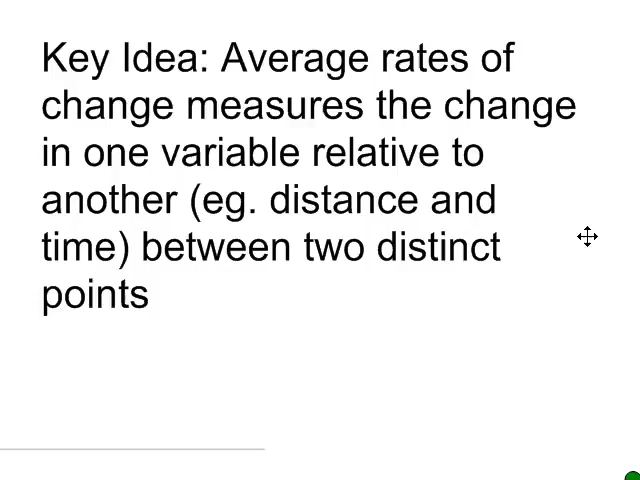 Key Idea: Average rates of
change measures the change
in one variable relative to
another (eg. distance and
time) between two distinct
points